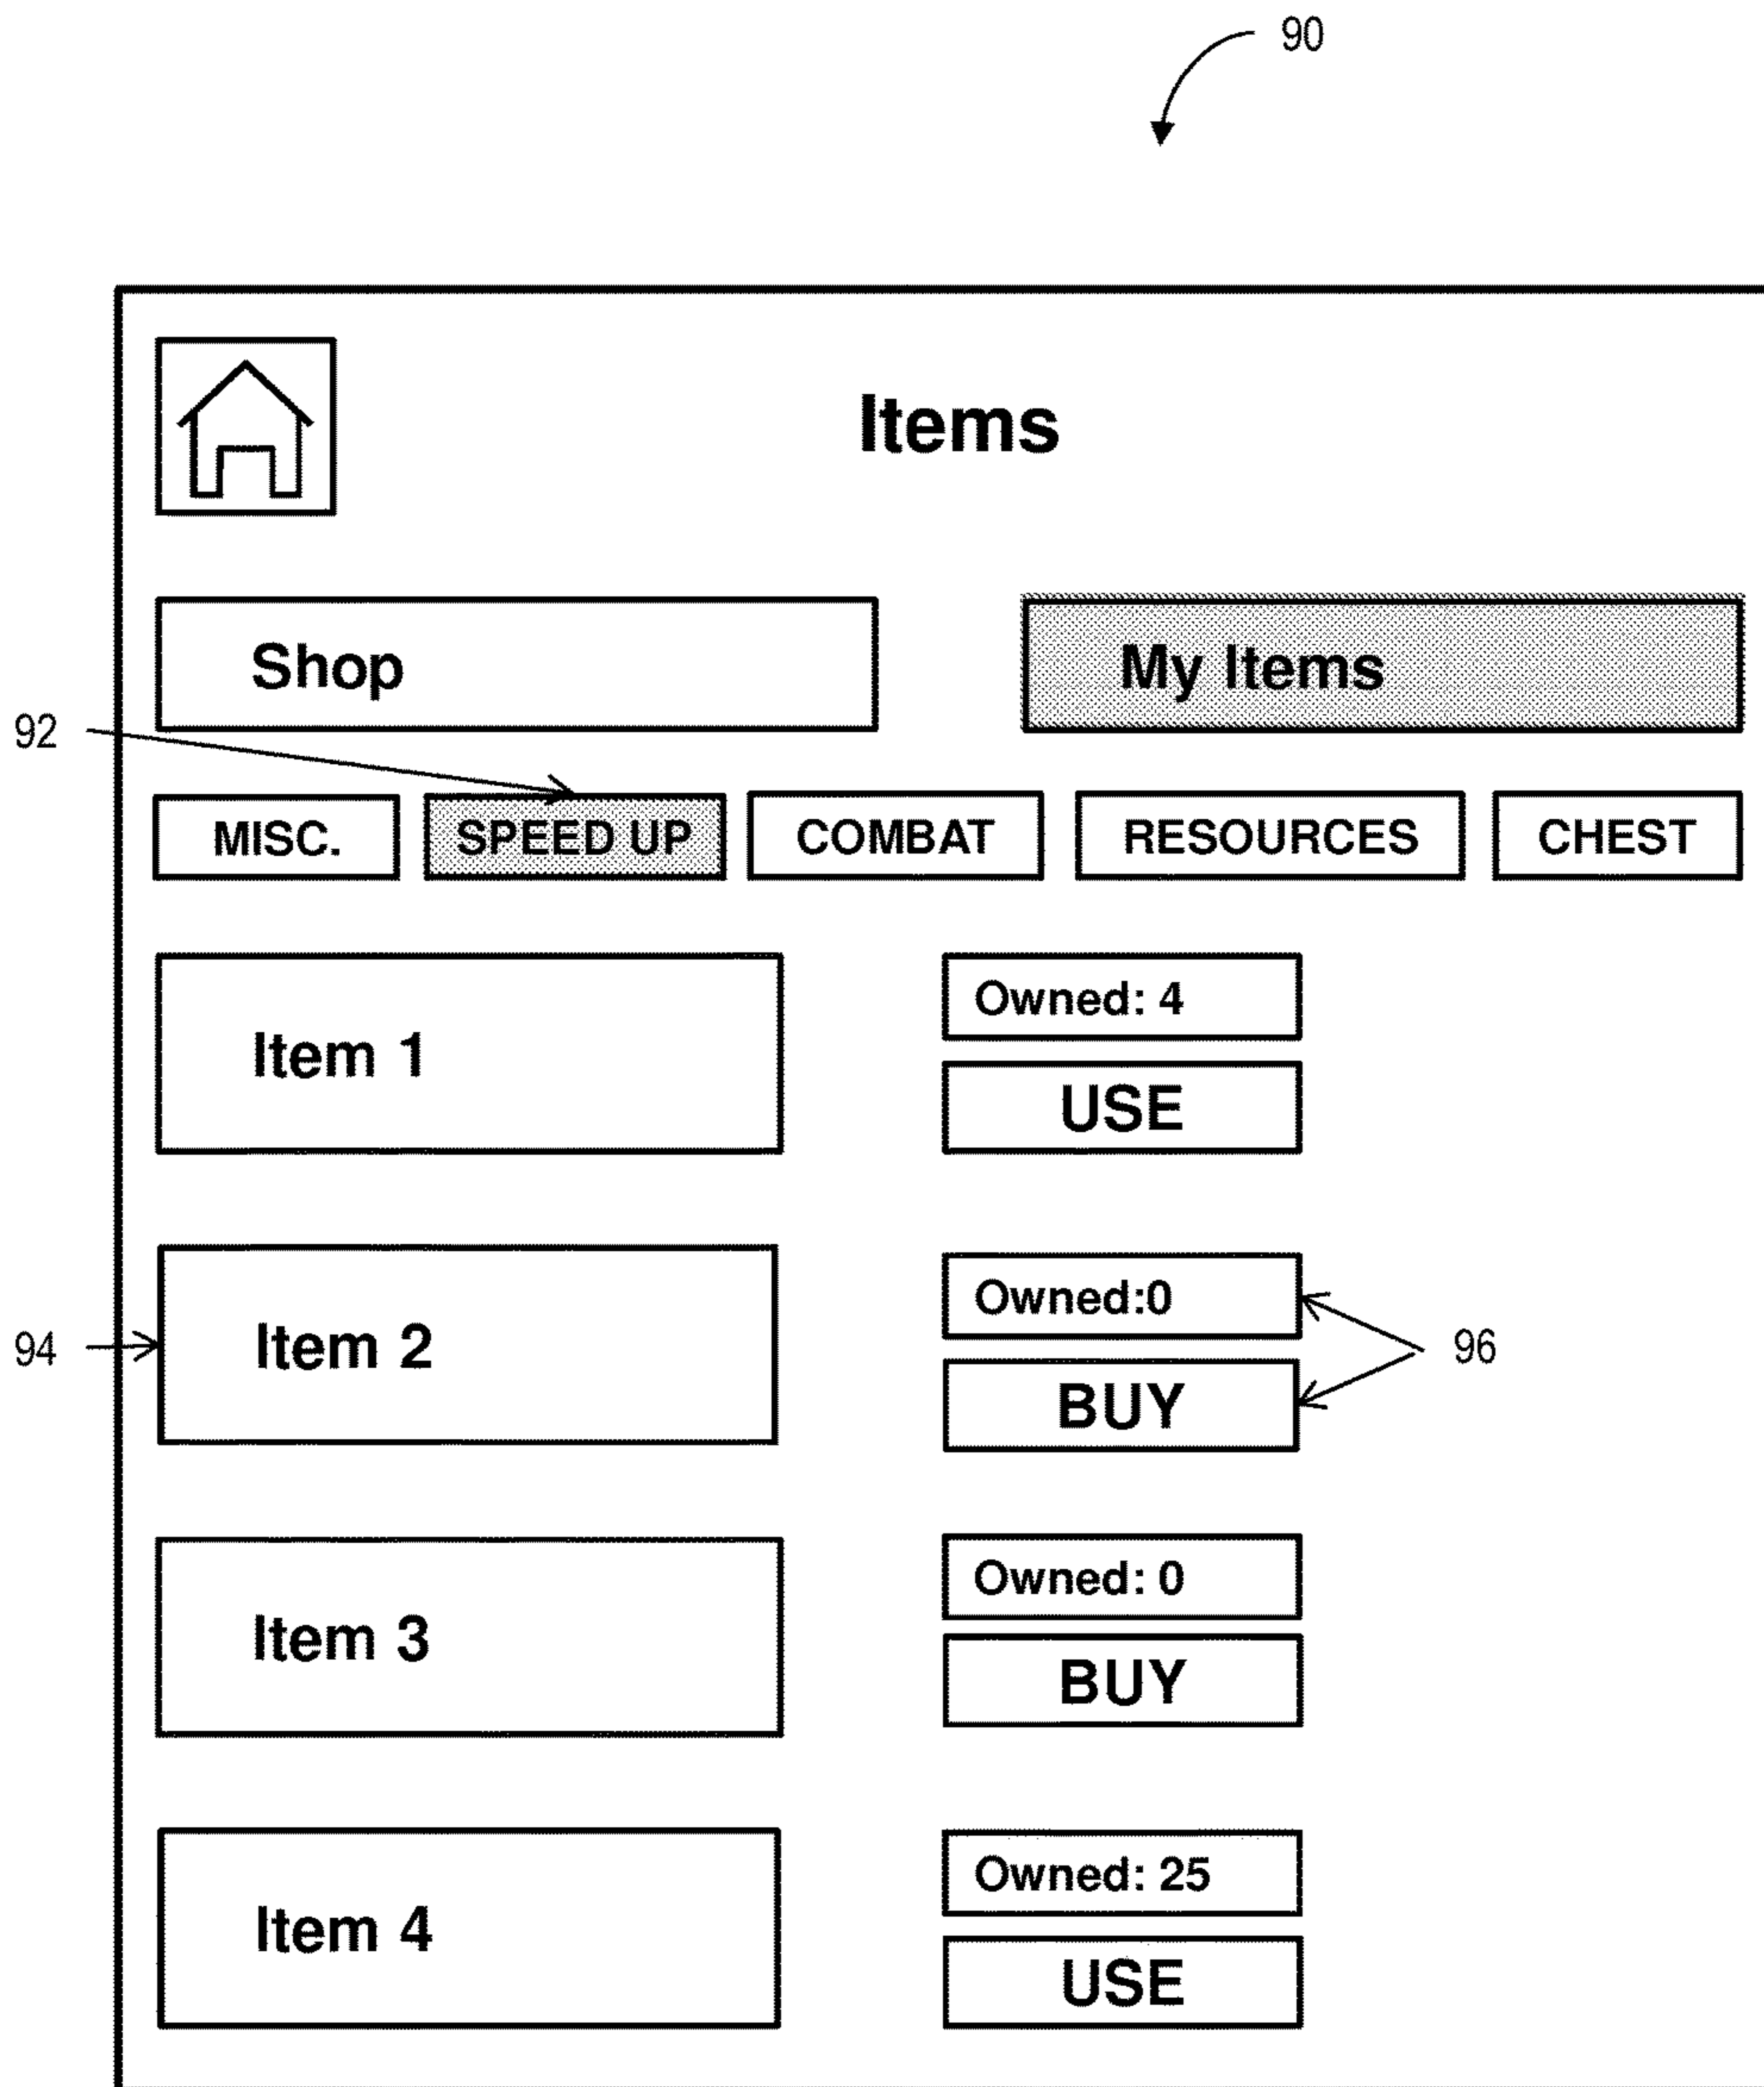 90
Items
Shop My Items
92
MISC. SPEED UP COMBAT RESOURCES CHEST
Item 1
Owned: 4
USE
94
Item 2
Owned:0
BUY
96
Item 3
Owned: 0
BUY
Item 4
Owned: 25
USE